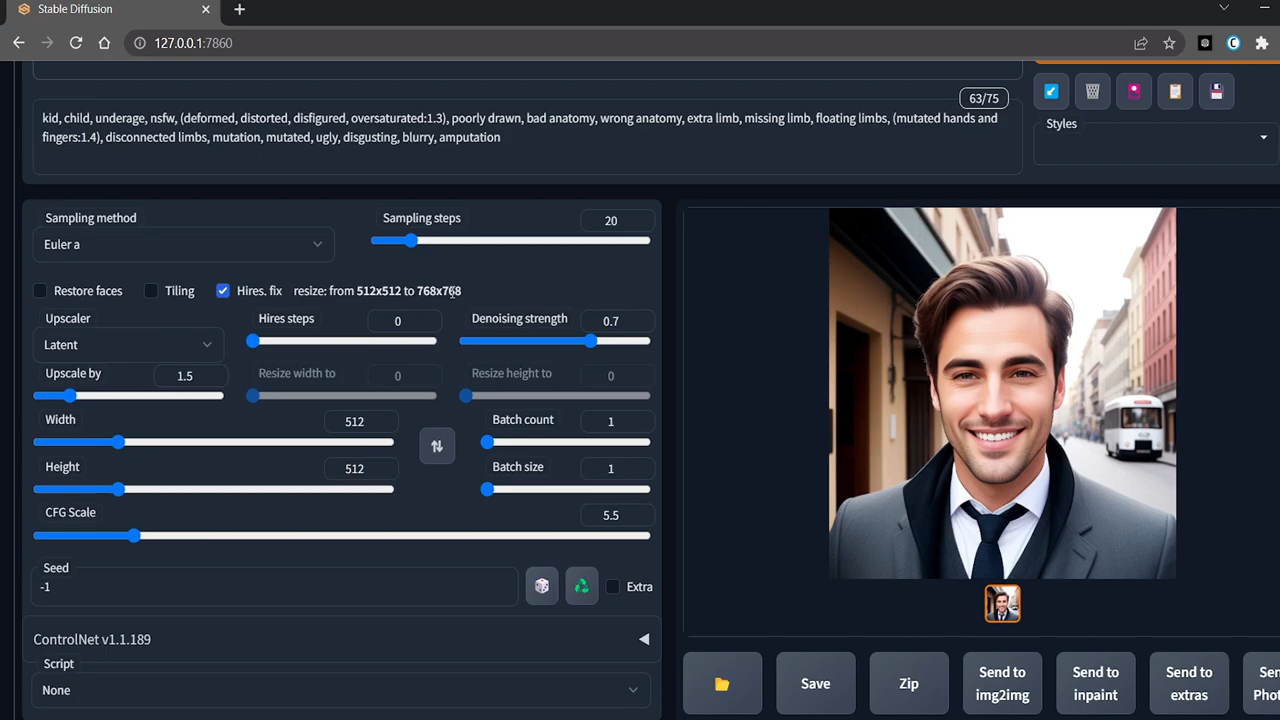 Stable Diffusion
127.0.0.1:7860
63/75
kid, child, underage, nsfw, (deformed, distorted, disfigured, oversaturated:1.3), poorly drawn, bad anatomy, wrong anatomy, extra limb, missing limb, floating limbs, (mutated hands and
fingers:1.4), disconnected limbs, mutation, mutated, ugly, disgusting, blurry, amputation
Styles
Sampling method
Euler a
Sampling steps
20
Restore faces
Tiling
Hires. fix
resize: from 512x512 to 768x768
Upscaler
Latent
Hires steps
0
Denoising strength
0.7
Upscale by
1.5
Resize width to
0
Resize height to
0
Width
512
Batch count
1
Height
512
Batch size
1
CFG Scale
5.5
Seed
-1
Extra
ControlNet v1.1.189
Script
None
Save
Zip
Send to
img2img
Send to
inpaint
Send to
extras